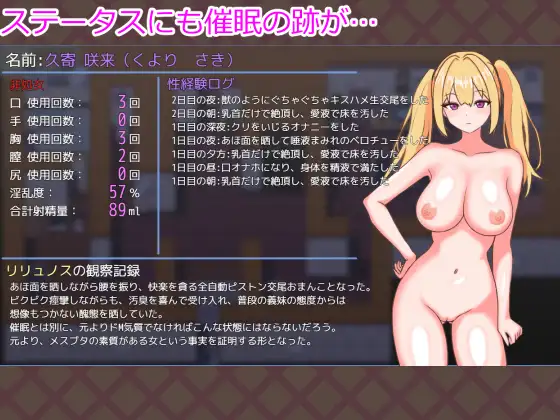 ステータスにも催眠の跡が…
名前:久寄 咲来（くより　さき）
非処女
口 使用回数： 3 回
手 使用回数： 0 回
胸 使用回数： 3 回
膣 使用回数： 2 回
尻 使用回数： 0 回
淫乱度： 57 %
合計射精量： 89 ml
性経験ログ
2日目の夜:獣のようにぐちゃぐちゃキスハメ生交尾をした
2日目の朝:乳首だけで絶頂し、愛液で床を汚した
1日目の深夜:クリをいじるオナニーをした
1日目の夜:あほ面を晒して唾液まみれのベロチューをした
1日目の夕方:乳首だけで絶頂し、愛液で床を汚した
1日目の昼:口オナホになり、身体を精液で満たして
1日目の朝:乳首だけで絶頂し、愛液で床を汚した
リリュノスの観察記録
あほ面を晒しながら腰を振り、快楽を貪る全自動ピストン交尾おまんことなった。
ビクビク痙攣しながらも、汚臭を喜んで受け入れ、普段の義妹の態度からは
想像もつかない醜態を晒していた。
催眠とは別に、元よりドM気質でなければこんな状態にはならないだろう。
元より、メスブタの素質がある女という事実を証明する形となった。